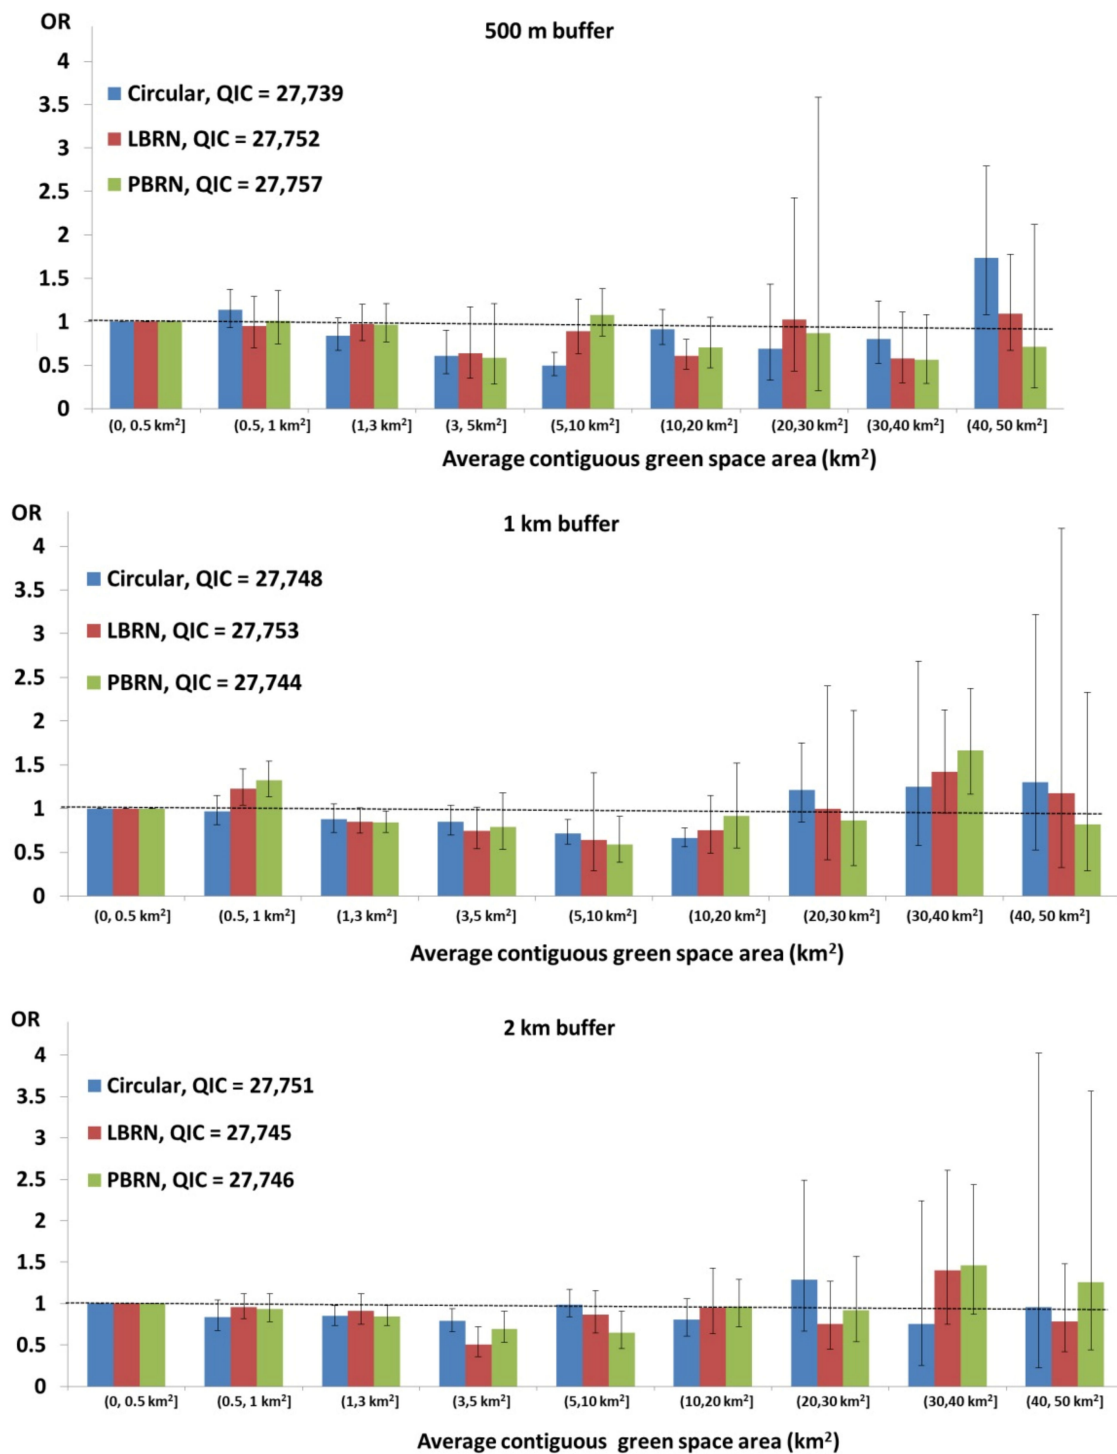 OR
500 m buffer
4
3.5
3
2.5
2
1.5
1
0.5
0
Circular, QIC = 27,739
LBRN, QIC = 27,752
PBRN, QIC = 27,757
(0, 0.5 km²] (0.5, 1 km²] (1,3 km²] (3, 5km²] (5,10 km²] (10,20 km²] (20,30 km²] (30,40 km²] (40, 50 km²]
Average contiguous green space area (km²)
OR
1 km buffer
4
3.5
3
2.5
2
1.5
1
0.5
0
Circular, QIC = 27,748
LBRN, QIC = 27,753
PBRN, QIC = 27,744
(0, 0.5 km²] (0.5, 1 km²] (1,3 km²] (3,5 km²] (5,10 km²] (10,20 km²] (20,30 km²] (30,40 km²] (40, 50 km²]
Average contiguous green space area (km²)
OR
2 km buffer
4
3.5
3
2.5
2
1.5
1
0.5
0
Circular, QIC = 27,751
LBRN, QIC = 27,745
PBRN, QIC = 27,746
(0, 0.5 km²] (0.5, 1 km²] (1,3 km²] (3,5 km²] (5,10 km²] (10,20 km²] (20,30 km²] (30,40 km²] (40, 50 km²]
Average contiguous green space area (km²)